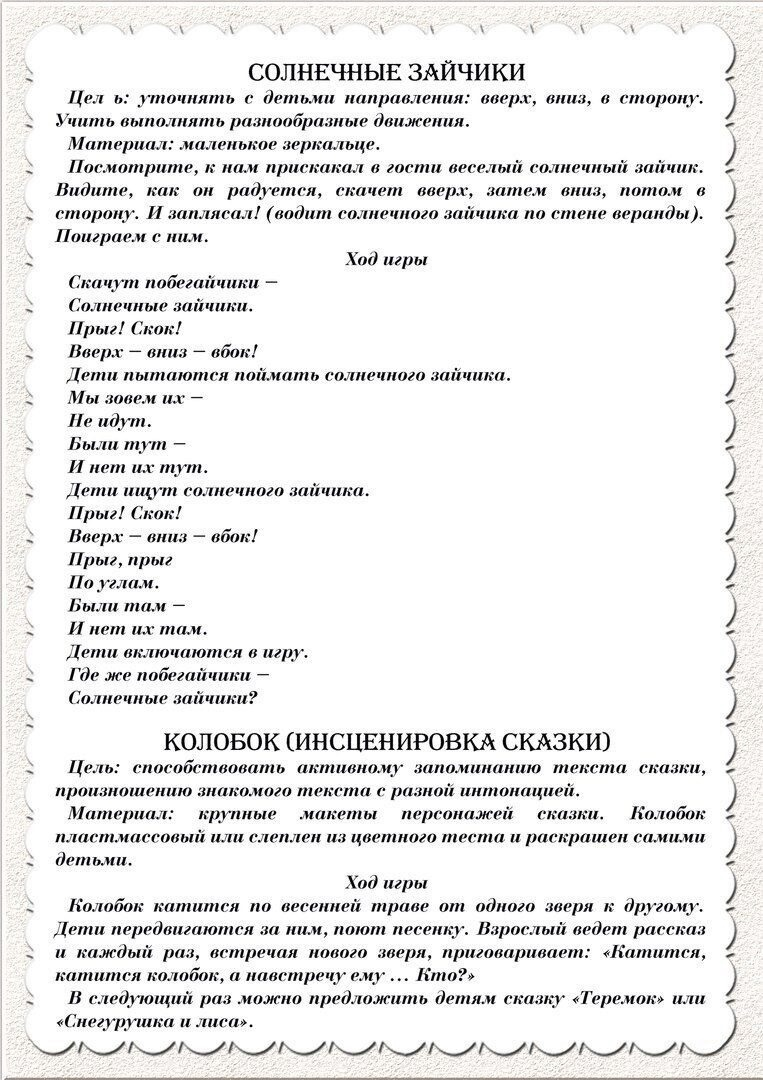 СОЛНЕЧНЫЕ ЗАЙЧИКИ
Цел ь: уточнять с детьми направления: вверх, вниз, в сторону.
Учить выполнять разнообразные движения.
Материал: маленькое зеркальце.
Посмотрите, к нам прискакал в гости веселый солнечный зайчик.
Видите, как он радуется, скачет вверх, затем вниз, потом в
сторону. И заплясал! (водит солнечного зайчика по стене веранды).
Поиграем с ним.
Ход игры
Скачут побегайчики –
Солнечные зайчики.
Прыг! Скок!
Вверх – вниз – вбок!
Дети пытаются поймать солнечного зайчика.
Мы зовем их –
Не идут.
Были тут –
И нет их тут.
Дети ищут солнечного зайчика.
Прыг! Скок!
Вверх – вниз – вбок!
Прыг, прыг
По углам.
Были там –
И нет их там.
Дети включаются в игру.
Где же побегайчики –
Солнечные зайчики?
КОЛОБОК (ИНСЦЕНИРОВКА СКАЗКИ)
Цель: способствовать активному запоминанию текста сказки,
произношению знакомого текста с разной интонацией.
Материал: крупные макеты персонажей сказки. Колобок
пластмассовый или слеплен из цветного теста и раскрашен самими
детьми.
Ход игры
Колобок катится по весенней траве от одного зверя к другому.
Дети передвигаются за ним, поют песенку. Взрослый ведет рассказ
и каждый раз, встречая нового зверя, приговаривает: «Катится,
катится колобок, а навстречу ему ... Кто?»
В следующий раз можно предложить детям сказку «Теремок» или
«Снегурушка и лиса».